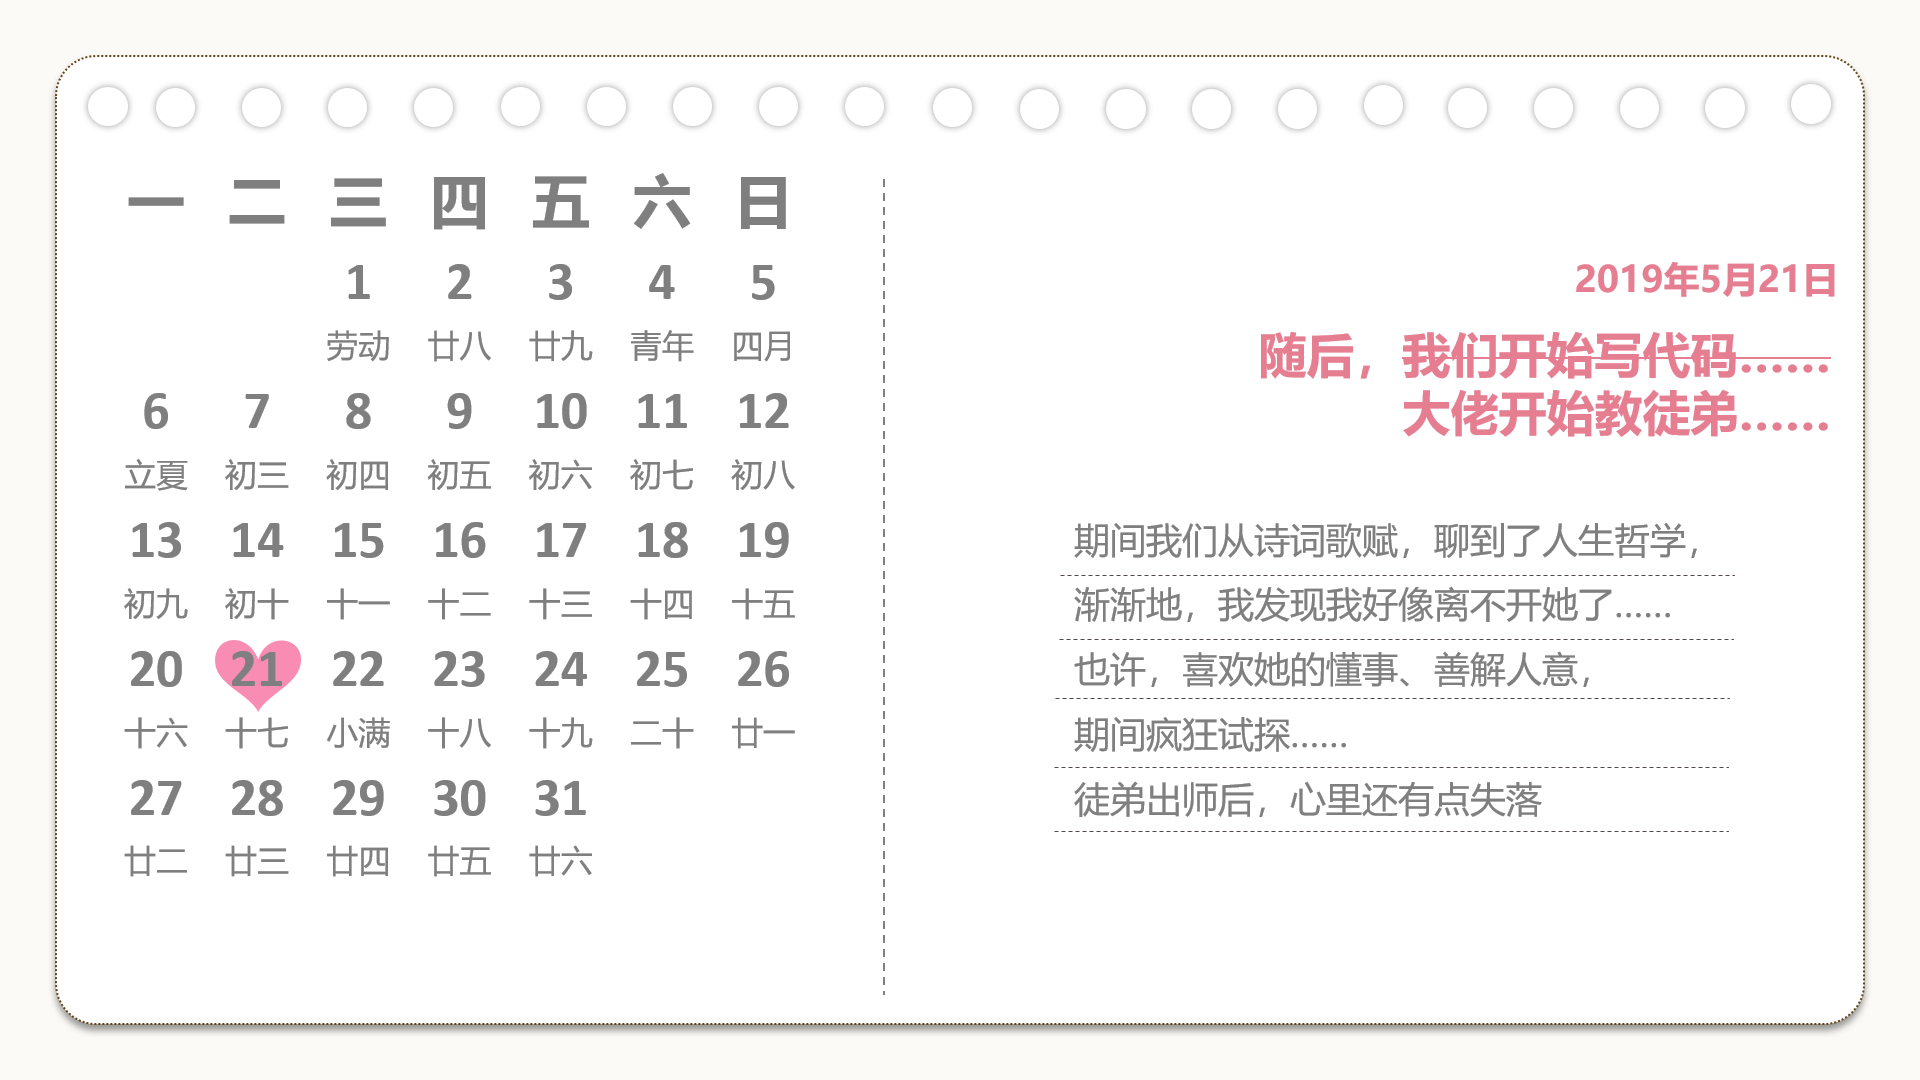 一 二 三 四 五 六 日
1 2 3 4 5
劳动 廿八 廿九 青年 四月
6 7 8 9 10 11 12
立夏 初三 初四 初五 初六 初七 初八
13 14 15 16 17 18 19
初九 初十 十一 十二 十三 十四 十五
20 21 22 23 24 25 26
十六 十七 小满 十八 十九 二十 廿一
27 28 29 30 31
廿二 廿三 廿四 廿五 廿六
2019年5月21日
随后，我们开始写代码……
大佬开始教徒弟……
期间我们从诗词歌赋，聊到了人生哲学，
渐渐地，我发现我好像离不开她了……
也许，喜欢她的懂事、善解人意，
期间疯狂试探……
徒弟出师后，心里还有点失落